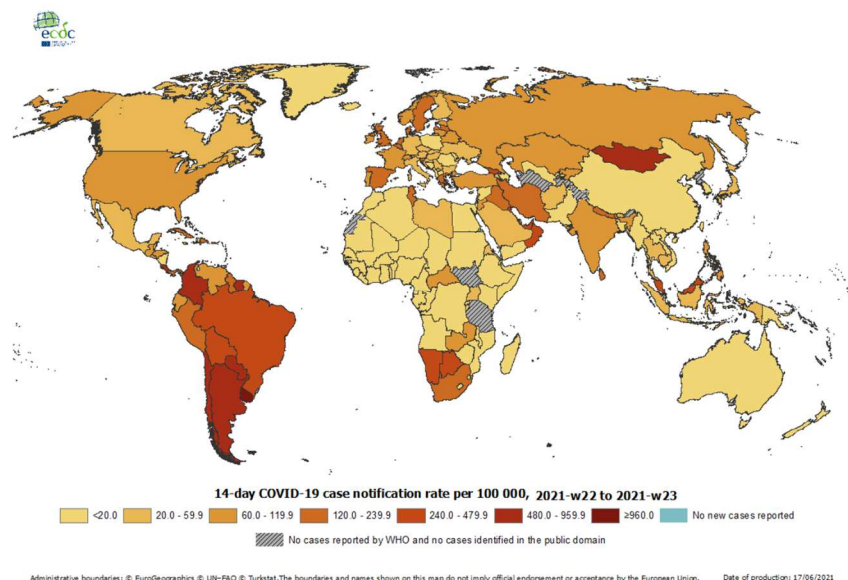 ecdc
14-day COVID-19 case notification rate per 100 000, 2021-w22 to 2021-w23
<20.0 20.0 - 59.9 60.0 - 119.9 120.0 - 239.9 240.0 - 479.9 480.0 - 959.9 ≥960.0 No new cases reported
No cases reported by WHO and no cases identified in the public domain
Administrative boundaries: © EuroGeographics © UN-FAO © Turkstat.The boundaries and names shown on this map do not imply official endorsement or acceptance by the European Union. Date of production: 17/06/2021